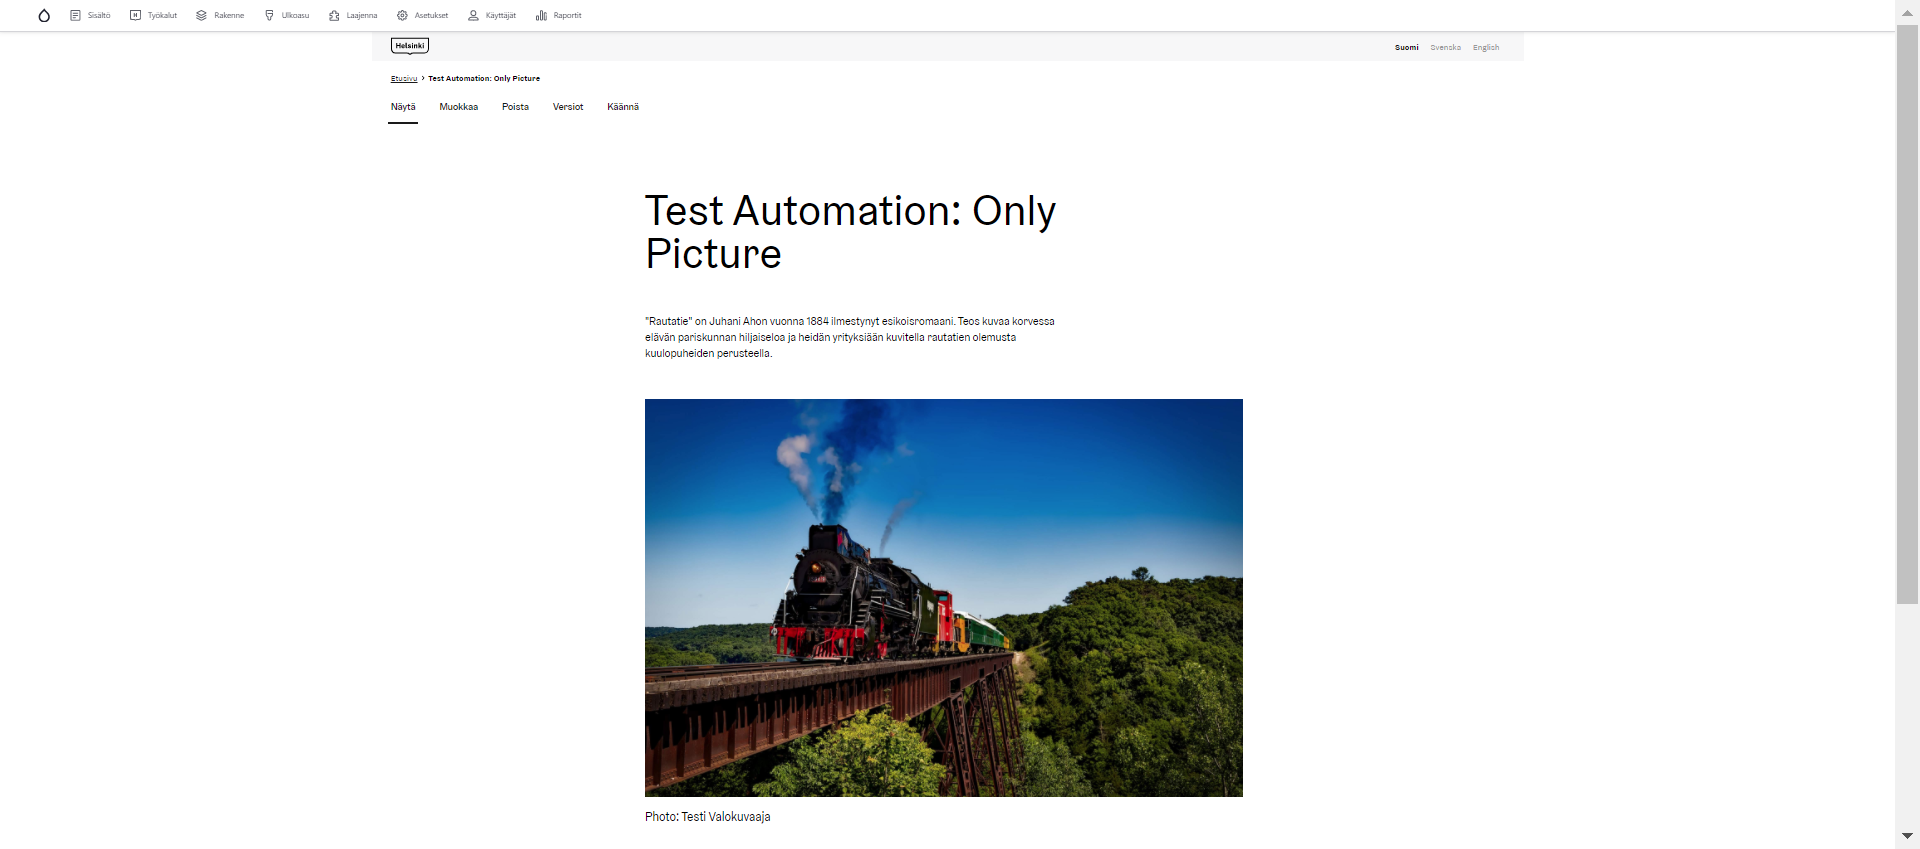 Sisältö Työkalut Rakenne Ulkoasu Laajenna Asetukset Käyttäjät Raportit
Helsinki
Suomi Svenska English
Etusivu > Test Automation: Only Picture
Näytä Muokkaa Poista Versiot Käännä
Test Automation: Only
Picture
"Rautatie" on Juhani Ahon vuonna 1884 ilmestynyt esikoisromaani. Teos kuvaa korvessa
elävän pariskunnan hiljaiseloa ja heidän yrityksiään kuvitella rautatien olemusta
kuulopuheiden perusteella.
Photo: Testi Valokuvaaja